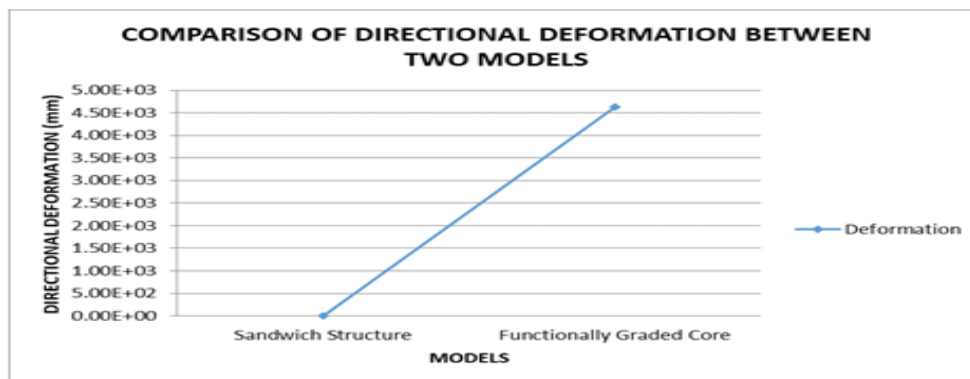 COMPARISON OF DIRECTIONAL DEFORMATION BETWEEN
TWO MODELS
DIRECTIONAL DEFORMATION (mm)
5.00E+03
4.50E+03
4.00E+03
3.50E+03
3.00E+03
2.50E+03
2.00E+03
1.50E+03
1.00E+03
5.00E+02
0.00E+00
Sandwich Structure
Functionally Graded Core
MODELS
Deformation